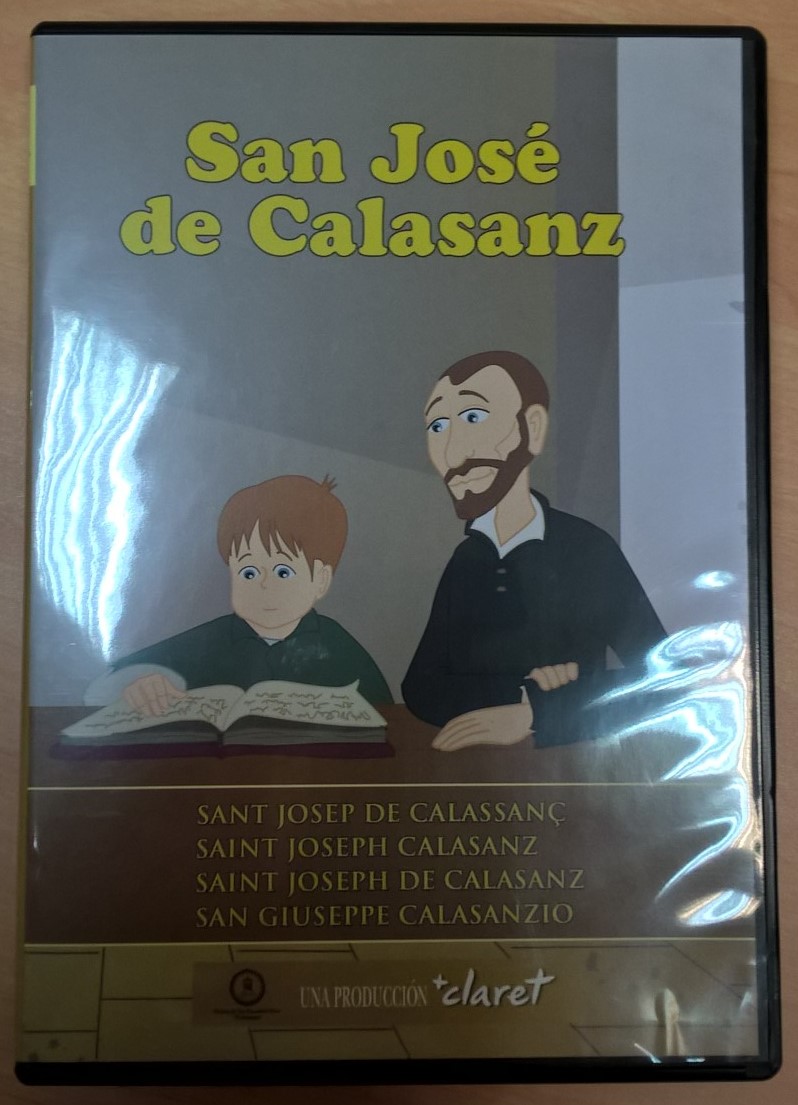 San José
de Calasanz
SANT JOSEP DE CALASSANÇ
SAINT JOSEPH CALASANZ
SAINT JOSEPH DE CALASANZ
SAN GIUSEPPE CALASANZIO
UNA PRODUCCIÓN claret